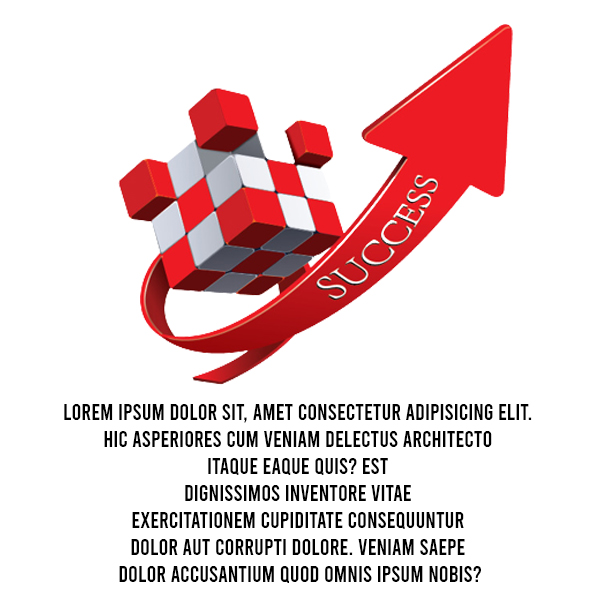 SUCCESS
LOREM IPSUM DOLOR SIT, AMET CONSECTETUR ADIPISICING ELIT.
HIC ASPERIORES CUM VENIAM DELECTUS ARCHITECTO
ITAQUE EAQUE QUIS? EST
DIGNISSIMOS INVENTORE VITAE
EXERCITATIONEM CUPIDITATE CONSEQUUNTUR
DOLOR AUT CORRUPTI DOLORE. VENIAM SAEPE
DOLOR ACCUSANTIUM QUOD OMNIS IPSUM NOBIS?